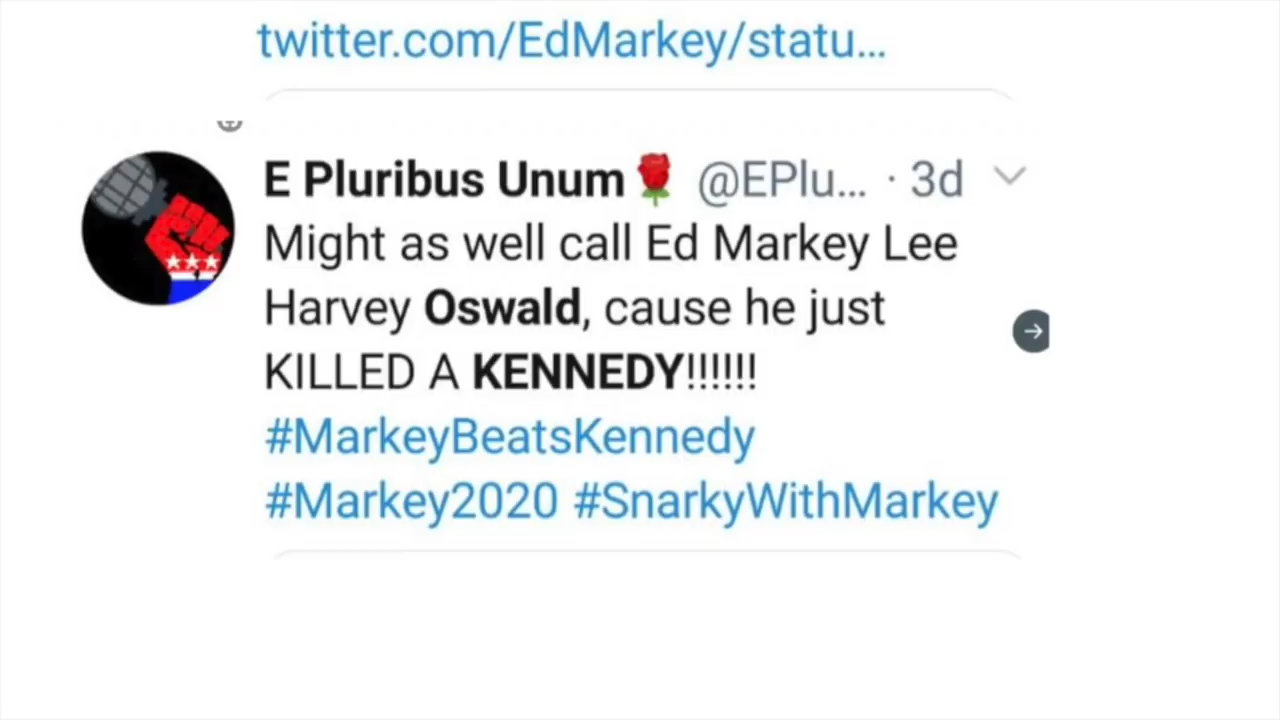 twitter.com/EdMarkey/statu...
E Pluribus Unum🌹 @EPlu... · 3d
Might as well call Ed Markey Lee
Harvey Oswald, cause he just
KILLED A KENNEDY!!!!!!
#MarkeyBeatsKennedy
#Markey2020 #SnarkyWithMarkey